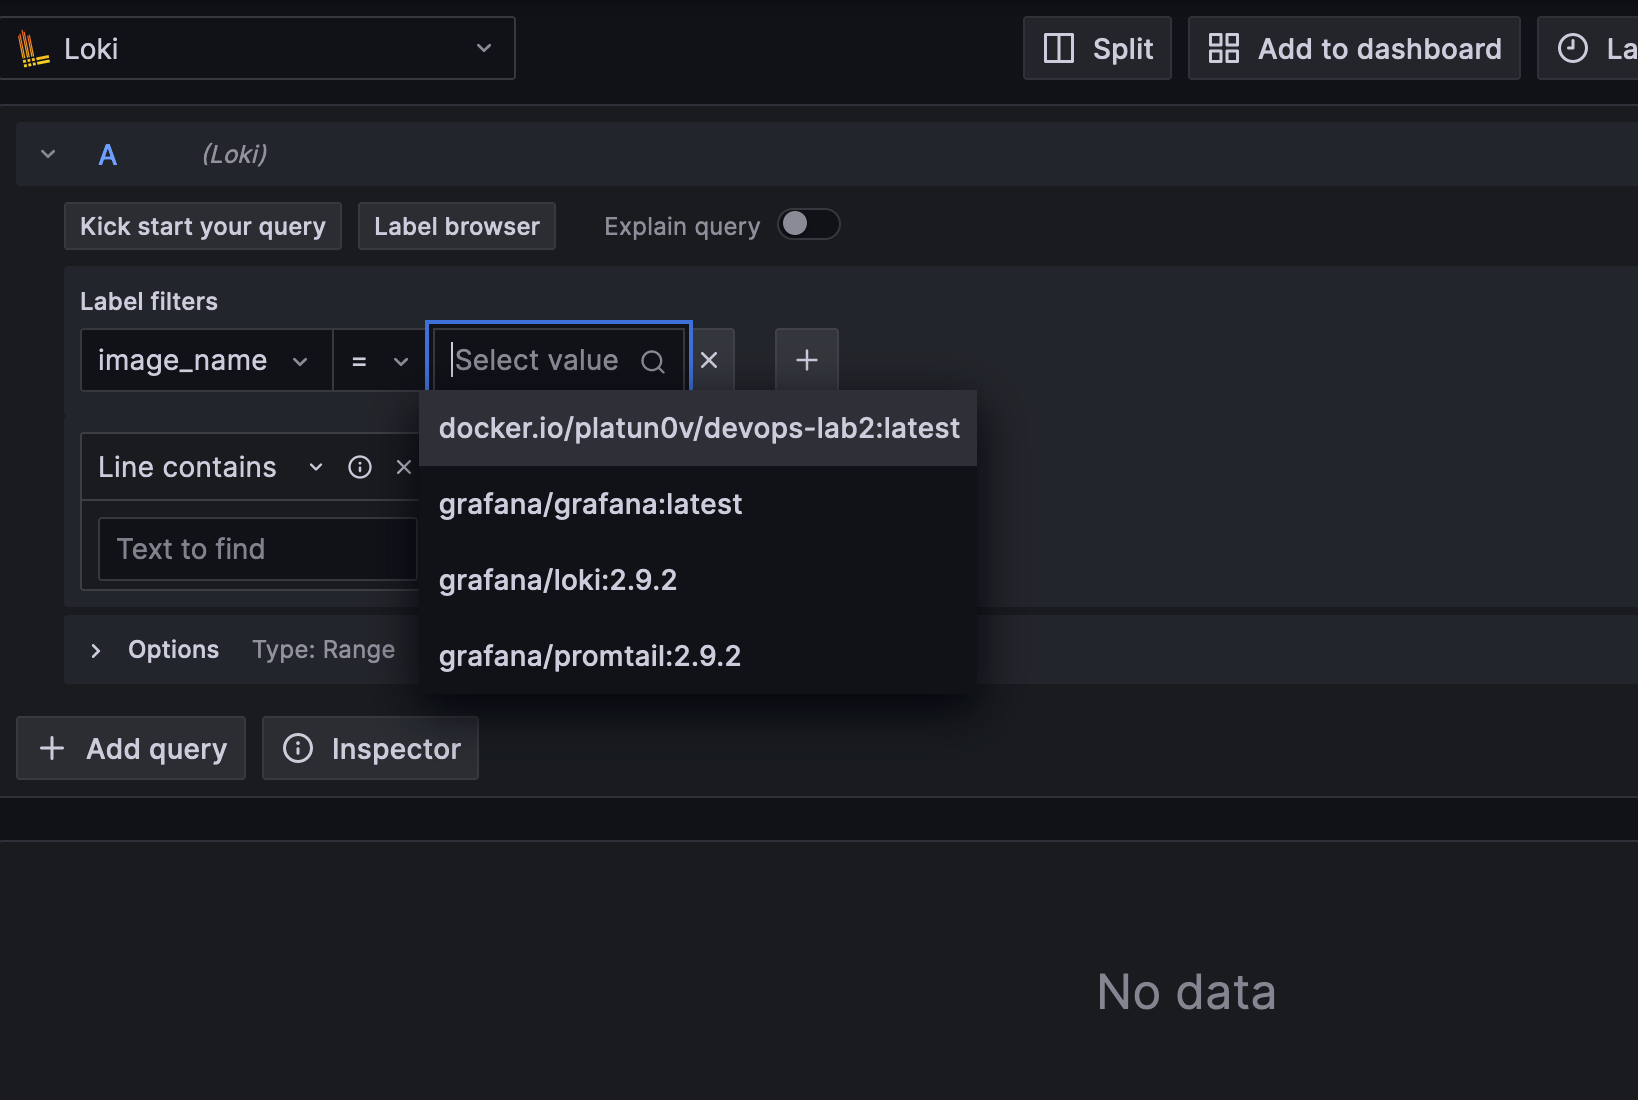 Loki
Split
Add to dashboard
La
A
(Loki)
Kick start your query
Label browser
Explain query
Label filters
image_name
=
Select value
docker.io/platun0v/devops-lab2:latest
grafana/grafana:latest
grafana/loki:2.9.2
grafana/promtail:2.9.2
Line contains
Text to find
Options
Type: Range
Add query
Inspector
No data